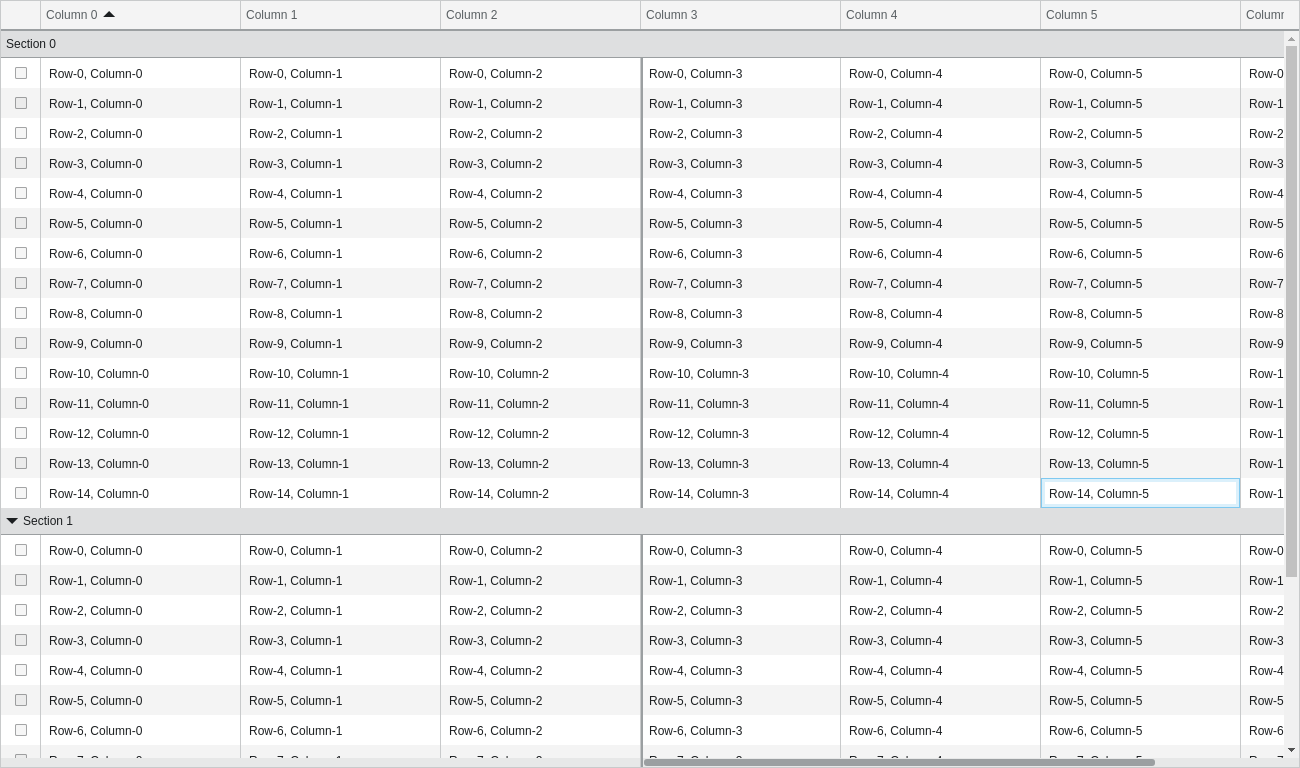 Column 0 Column 1 Column 2 Column 3 Column 4 Column 5
Section 0
Row-0, Column-0 Row-0, Column-1 Row-0, Column-2 Row-0, Column-3 Row-0, Column-4 Row-0, Column-5 Row-0
Row-1, Column-0 Row-1, Column-1 Row-1, Column-2 Row-1, Column-3 Row-1, Column-4 Row-1, Column-5 Row-1
Row-2, Column-0 Row-2, Column-1 Row-2, Column-2 Row-2, Column-3 Row-2, Column-4 Row-2, Column-5 Row-2
Row-3, Column-0 Row-3, Column-1 Row-3, Column-2 Row-3, Column-3 Row-3, Column-4 Row-3, Column-5 Row-3
Row-4, Column-0 Row-4, Column-1 Row-4, Column-2 Row-4, Column-3 Row-4, Column-4 Row-4, Column-5 Row-4
Row-5, Column-0 Row-5, Column-1 Row-5, Column-2 Row-5, Column-3 Row-5, Column-4 Row-5, Column-5 Row-5
Row-6, Column-0 Row-6, Column-1 Row-6, Column-2 Row-6, Column-3 Row-6, Column-4 Row-6, Column-5 Row-6
Row-7, Column-0 Row-7, Column-1 Row-7, Column-2 Row-7, Column-3 Row-7, Column-4 Row-7, Column-5 Row-7
Row-8, Column-0 Row-8, Column-1 Row-8, Column-2 Row-8, Column-3 Row-8, Column-4 Row-8, Column-5 Row-8
Row-9, Column-0 Row-9, Column-1 Row-9, Column-2 Row-9, Column-3 Row-9, Column-4 Row-9, Column-5 Row-9
Row-10, Column-0 Row-10, Column-1 Row-10, Column-2 Row-10, Column-3 Row-10, Column-4 Row-10, Column-5 Row-1
Row-11, Column-0 Row-11, Column-1 Row-11, Column-2 Row-11, Column-3 Row-11, Column-4 Row-11, Column-5 Row-1
Row-12, Column-0 Row-12, Column-1 Row-12, Column-2 Row-12, Column-3 Row-12, Column-4 Row-12, Column-5 Row-1
Row-13, Column-0 Row-13, Column-1 Row-13, Column-2 Row-13, Column-3 Row-13, Column-4 Row-13, Column-5 Row-1
Row-14, Column-0 Row-14, Column-1 Row-14, Column-2 Row-14, Column-3 Row-14, Column-4 Row-14, Column-5 Row-1
Section 1
Row-0, Column-0 Row-0, Column-1 Row-0, Column-2 Row-0, Column-3 Row-0, Column-4 Row-0, Column-5 Row-0
Row-1, Column-0 Row-1, Column-1 Row-1, Column-2 Row-1, Column-3 Row-1, Column-4 Row-1, Column-5 Row-1
Row-2, Column-0 Row-2, Column-1 Row-2, Column-2 Row-2, Column-3 Row-2, Column-4 Row-2, Column-5 Row-2
Row-3, Column-0 Row-3, Column-1 Row-3, Column-2 Row-3, Column-3 Row-3, Column-4 Row-3, Column-5 Row-3
Row-4, Column-0 Row-4, Column-1 Row-4, Column-2 Row-4, Column-3 Row-4, Column-4 Row-4, Column-5 Row-4
Row-5, Column-0 Row-5, Column-1 Row-5, Column-2 Row-5, Column-3 Row-5, Column-4 Row-5, Column-5 Row-5
Row-6, Column-0 Row-6, Column-1 Row-6, Column-2 Row-6, Column-3 Row-6, Column-4 Row-6, Column-5 Row-6